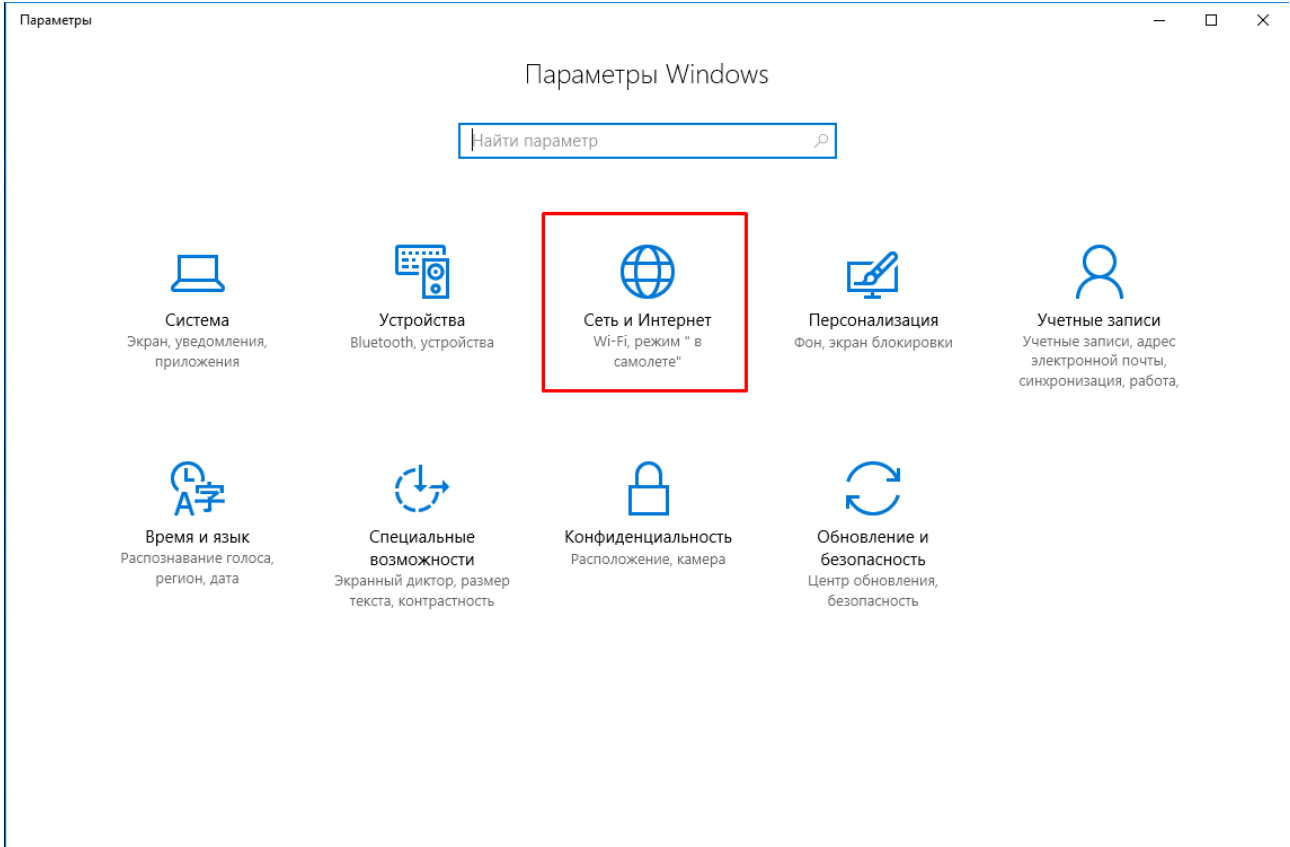 Параметры
Параметры Windows
Найти параметр
Система
Экран, уведомления,
приложения
Устройства
Bluetooth, устройства
Сеть и Интернет
Wi-Fi, режим " в
самолете"
Персонализация
Фон, экран блокировки
Учетные записи
Учетные записи, адрес
электронной почты,
синхронизация, работа,
A字
Время и язык
Распознавание голоса,
регион, дата
Специальные
возможности
Экранный диктор, размер
текста, контрастность
Конфиденциальность
Расположение, камера
Обновление и
безопасность
Центр обновления,
безопасность